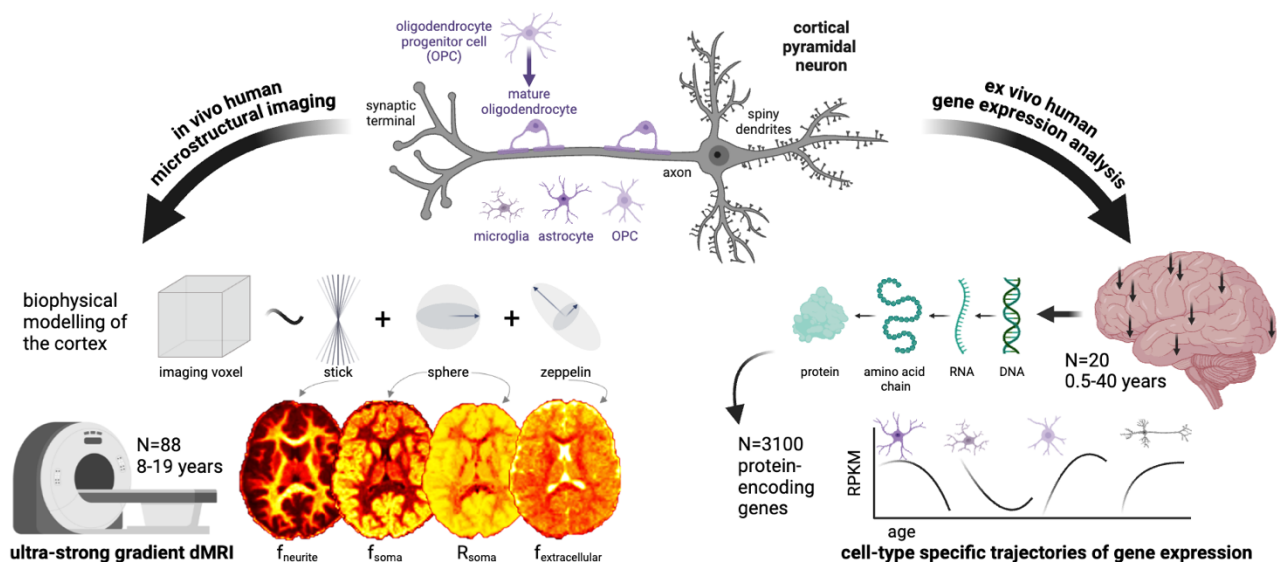 oligodendrocyte
progenitor cell
(OPC)
cortical
pyramidal
neuron
in vivo human
microstructural imaging
ex vivo human
gene expression analysis
synaptic
terminal
mature
oligodendrocyte
spiny
dendrites
axon
microglia
astrocyte
OPC
biophysical
modelling of
the cortex
+
+
imaging voxel
stick
sphere
zeppelin
protein
amino acid
chain
RNA
DNA
N=20
0.5-40 years
N=88
8-19 years
N=3100
protein-
encoding
genes
RPKM
age
ultra-strong gradient dMRI
fneurite
fsoma
Rsoma
fextracellular
cell-type specific trajectories of gene expression